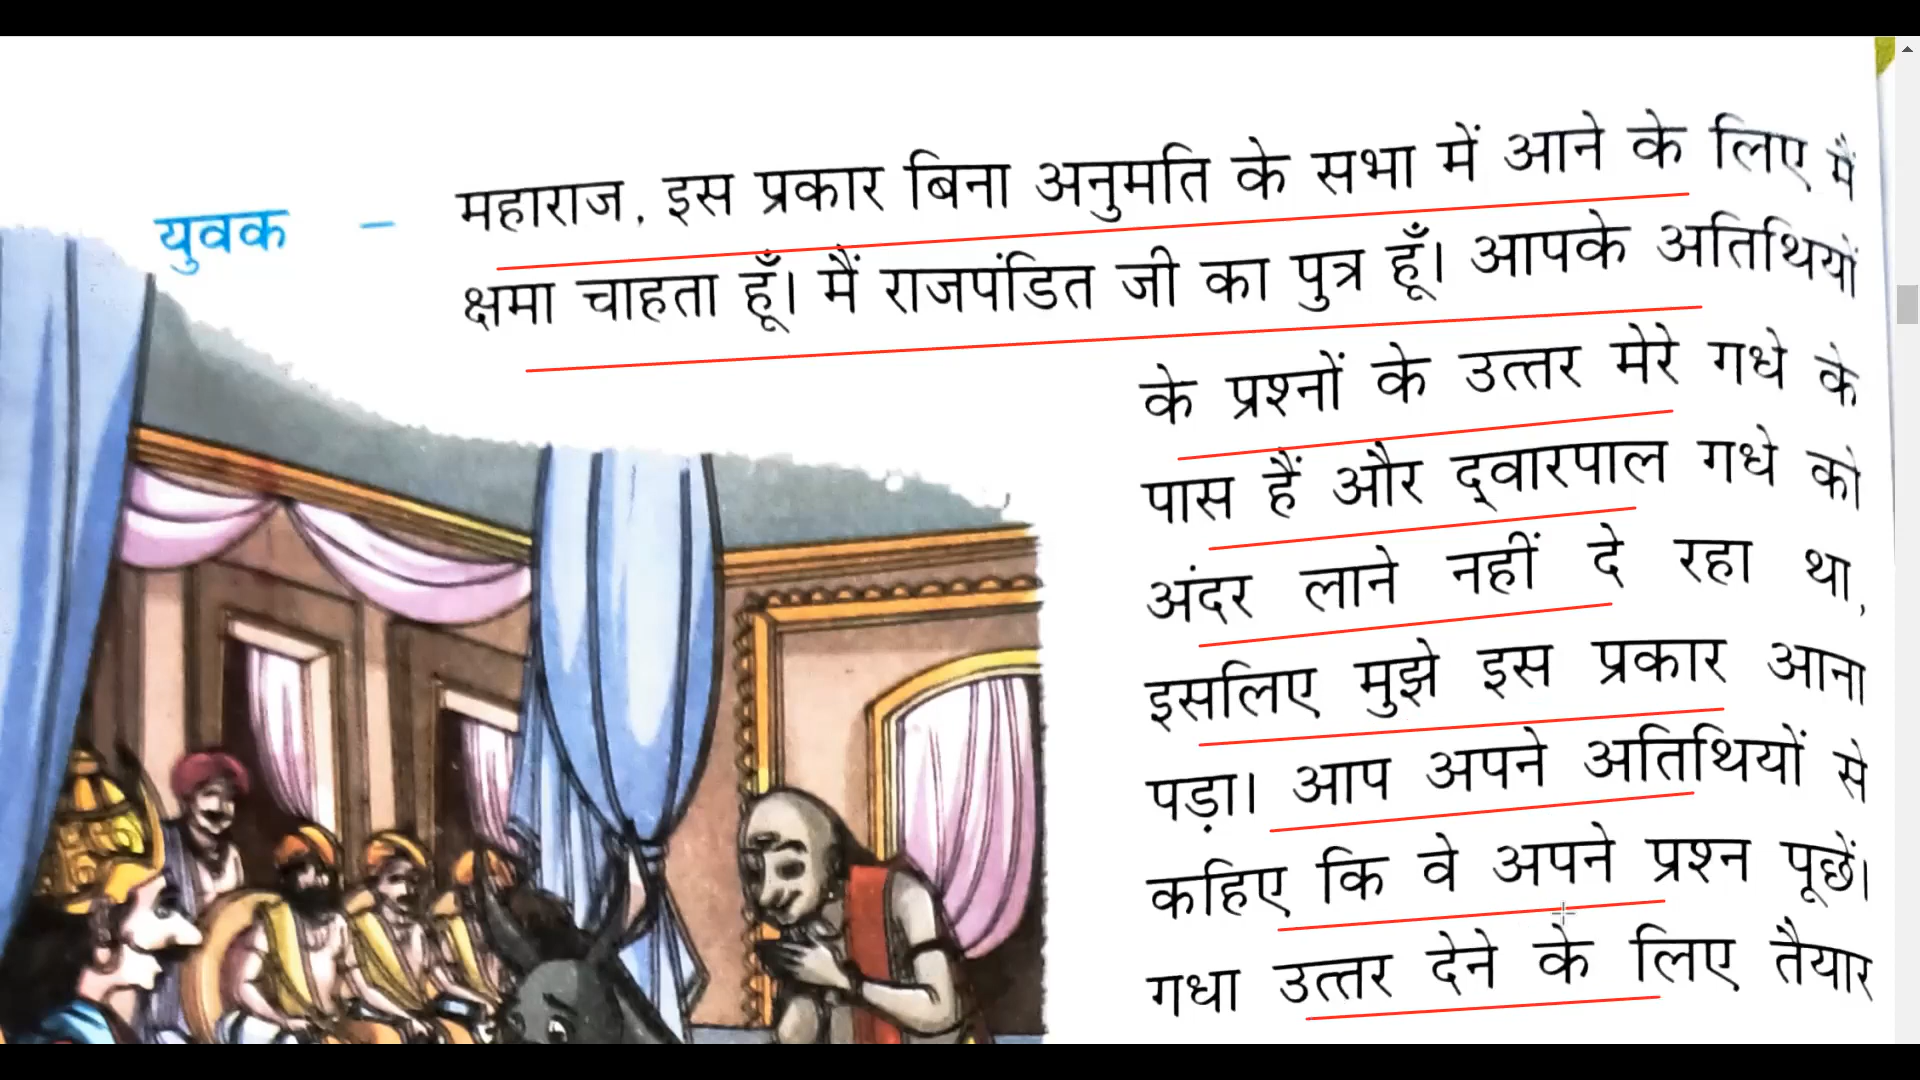 युवक – महाराज, इस प्रकार बिना अनुमति के सभा में आने के लिए मैं
क्षमा चाहता हूँ। मैं राजपंडित जी का पुत्र हूँ। आपके अतिथियों
के प्रश्नों के उत्तर मेरे गधे के
पास हैं और द्‌वारपाल गधे को
अंदर लाने नहीं दे रहा था,
इसलिए मुझे इस प्रकार आना
पड़ा। आप अपने अतिथियों से
कहिए कि वे अपने प्रश्न पूछें।
गधा उत्तर देने के लिए तैयार